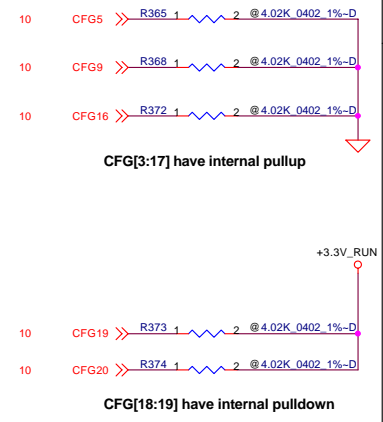 10 CFG5 R365 1 2 @4.02K_0402_1%~D
10 CFG9 R368 1 2 @4.02K_0402_1%~D
10 CFG16 R372 1 2 @4.02K_0402_1%~D
CFG[3:17] have internal pullup
+3.3V_RUN
10 CFG19 R373 1 2 @4.02K_0402_1%~D
10 CFG20 R374 1 2 @4.02K_0402_1%~D
CFG[18:19] have internal pulldown